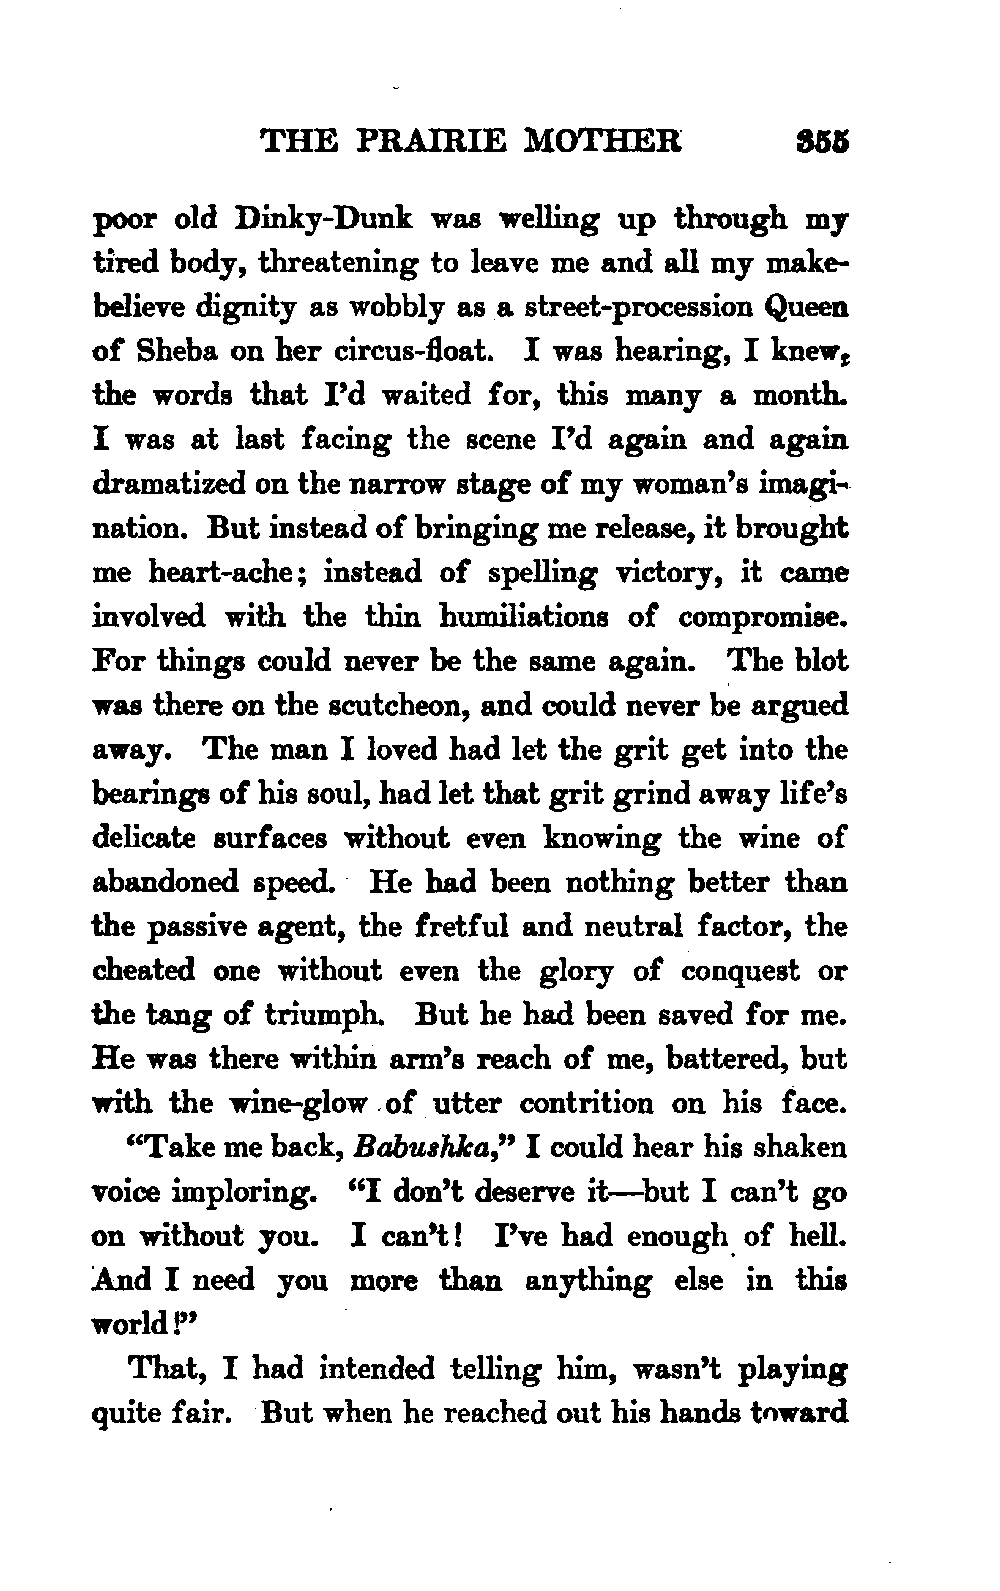 THE PRAIRIE MOTHER 355
poor old Dinky-Dunk was welling up through my
tired body, threatening to leave me and all my make-
believe dignity as wobbly as a street-procession Queen
of Sheba on her circus-float. I was hearing, I knew,
the words that I'd waited for, this many a month.
I was at last facing the scene I'd again and again
dramatized on the narrow stage of my woman's imagi-
nation. But instead of bringing me release, it brought
me heart-ache; instead of spelling victory, it came
involved with the thin humiliations of compromise.
For things could never be the same again. The blot
was there on the scutcheon, and could never be argued
away. The man I loved had let the grit get into the
bearings of his soul, had let that grit grind away life's
delicate surfaces without even knowing the wine of
abandoned speed. He had been nothing better than
the passive agent, the fretful and neutral factor, the
cheated one without even the glory of conquest or
the tang of triumph. But he had been saved for me.
He was there within arm's reach of me, battered, but
with the wine-glow of utter contrition on his face.
"Take me back, Babushka," I could hear his shaken
voice imploring. "I don't deserve it—but I can't go
on without you. I can't! I've had enough of hell.
And I need you more than anything else in this
world!"
That, I had intended telling him, wasn't playing
quite fair. But when he reached out his hands toward